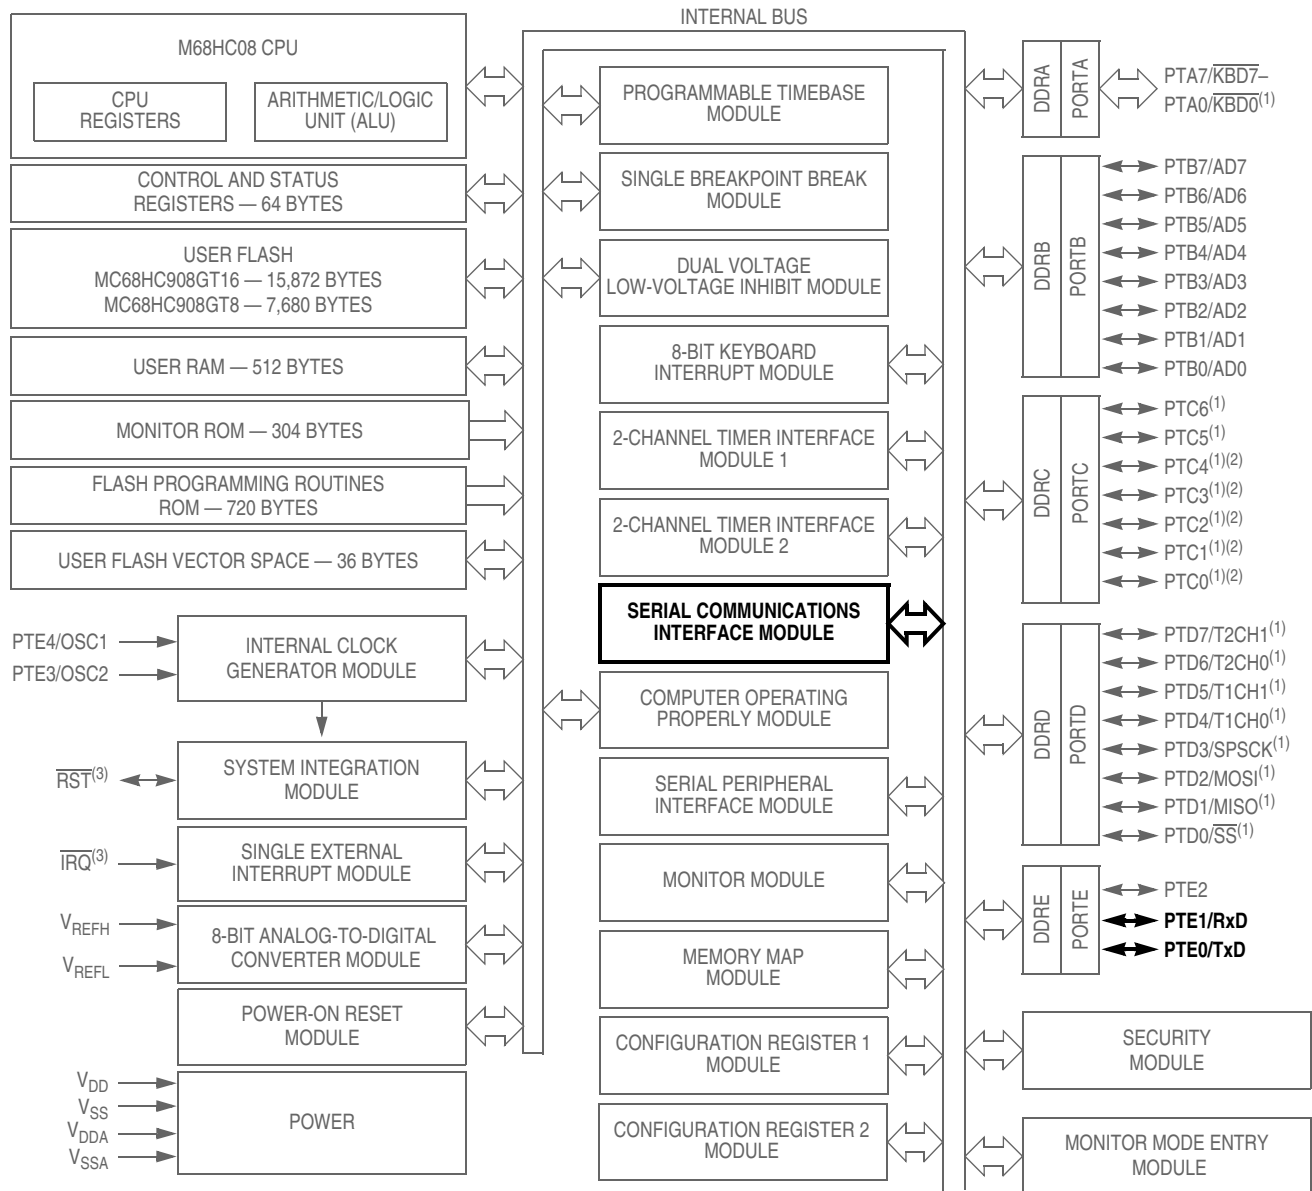 INTERNAL BUS
M68HC08 CPU
CPU
REGISTERS
ARITHMETIC/LOGIC
UNIT (ALU)
CONTROL AND STATUS
REGISTERS — 64 BYTES
USER FLASH
MC68HC908GT16 — 15,872 BYTES
MC68HC908GT8 — 7,680 BYTES
USER RAM — 512 BYTES
MONITOR ROM — 304 BYTES
FLASH PROGRAMMING ROUTINES
ROM — 720 BYTES
USER FLASH VECTOR SPACE — 36 BYTES
PTE4/OSC1
PTE3/OSC2
INTERNAL CLOCK
GENERATOR MODULE
RST(3)
SYSTEM INTEGRATION
MODULE
IRQ(3)
SINGLE EXTERNAL
INTERRUPT MODULE
VREFH
VREFL
8-BIT ANALOG-TO-DIGITAL
CONVERTER MODULE
POWER-ON RESET
MODULE
VDD
VSS
VDDA
VSSA
POWER
PROGRAMMABLE TIMEBASE
MODULE
SINGLE BREAKPOINT BREAK
MODULE
DUAL VOLTAGE
LOW-VOLTAGE INHIBIT MODULE
8-BIT KEYBOARD
INTERRUPT MODULE
2-CHANNEL TIMER INTERFACE
MODULE 1
2-CHANNEL TIMER INTERFACE
MODULE 2
SERIAL COMMUNICATIONS
INTERFACE MODULE
COMPUTER OPERATING
PROPERLY MODULE
SERIAL PERIPHERAL
INTERFACE MODULE
MONITOR MODULE
MEMORY MAP
MODULE
CONFIGURATION REGISTER 1
MODULE
CONFIGURATION REGISTER 2
MODULE
DDRA
PORTA
PTA7/KBD7–
PTA0/KBD0(1)
DDRB
PORTB
PTB7/AD7
PTB6/AD6
PTB5/AD5
PTB4/AD4
PTB3/AD3
PTB2/AD2
PTB1/AD1
PTB0/AD0
DDRC
PORTC
PTC6(1)
PTC5(1)
PTC4(1)(2)
PTC3(1)(2)
PTC2(1)(2)
PTC1(1)(2)
PTC0(1)(2)
DDRD
PORTD
PTD7/T2CH1(1)
PTD6/T2CH0(1)
PTD5/T1CH1(1)
PTD4/T1CH0(1)
PTD3/SPSCK(1)
PTD2/MOSI(1)
PTD1/MISO(1)
PTD0/SS(1)
DDRE
PORTE
PTE2
PTE1/RxD
PTE0/TxD
SECURITY
MODULE
MONITOR MODE ENTRY
MODULE